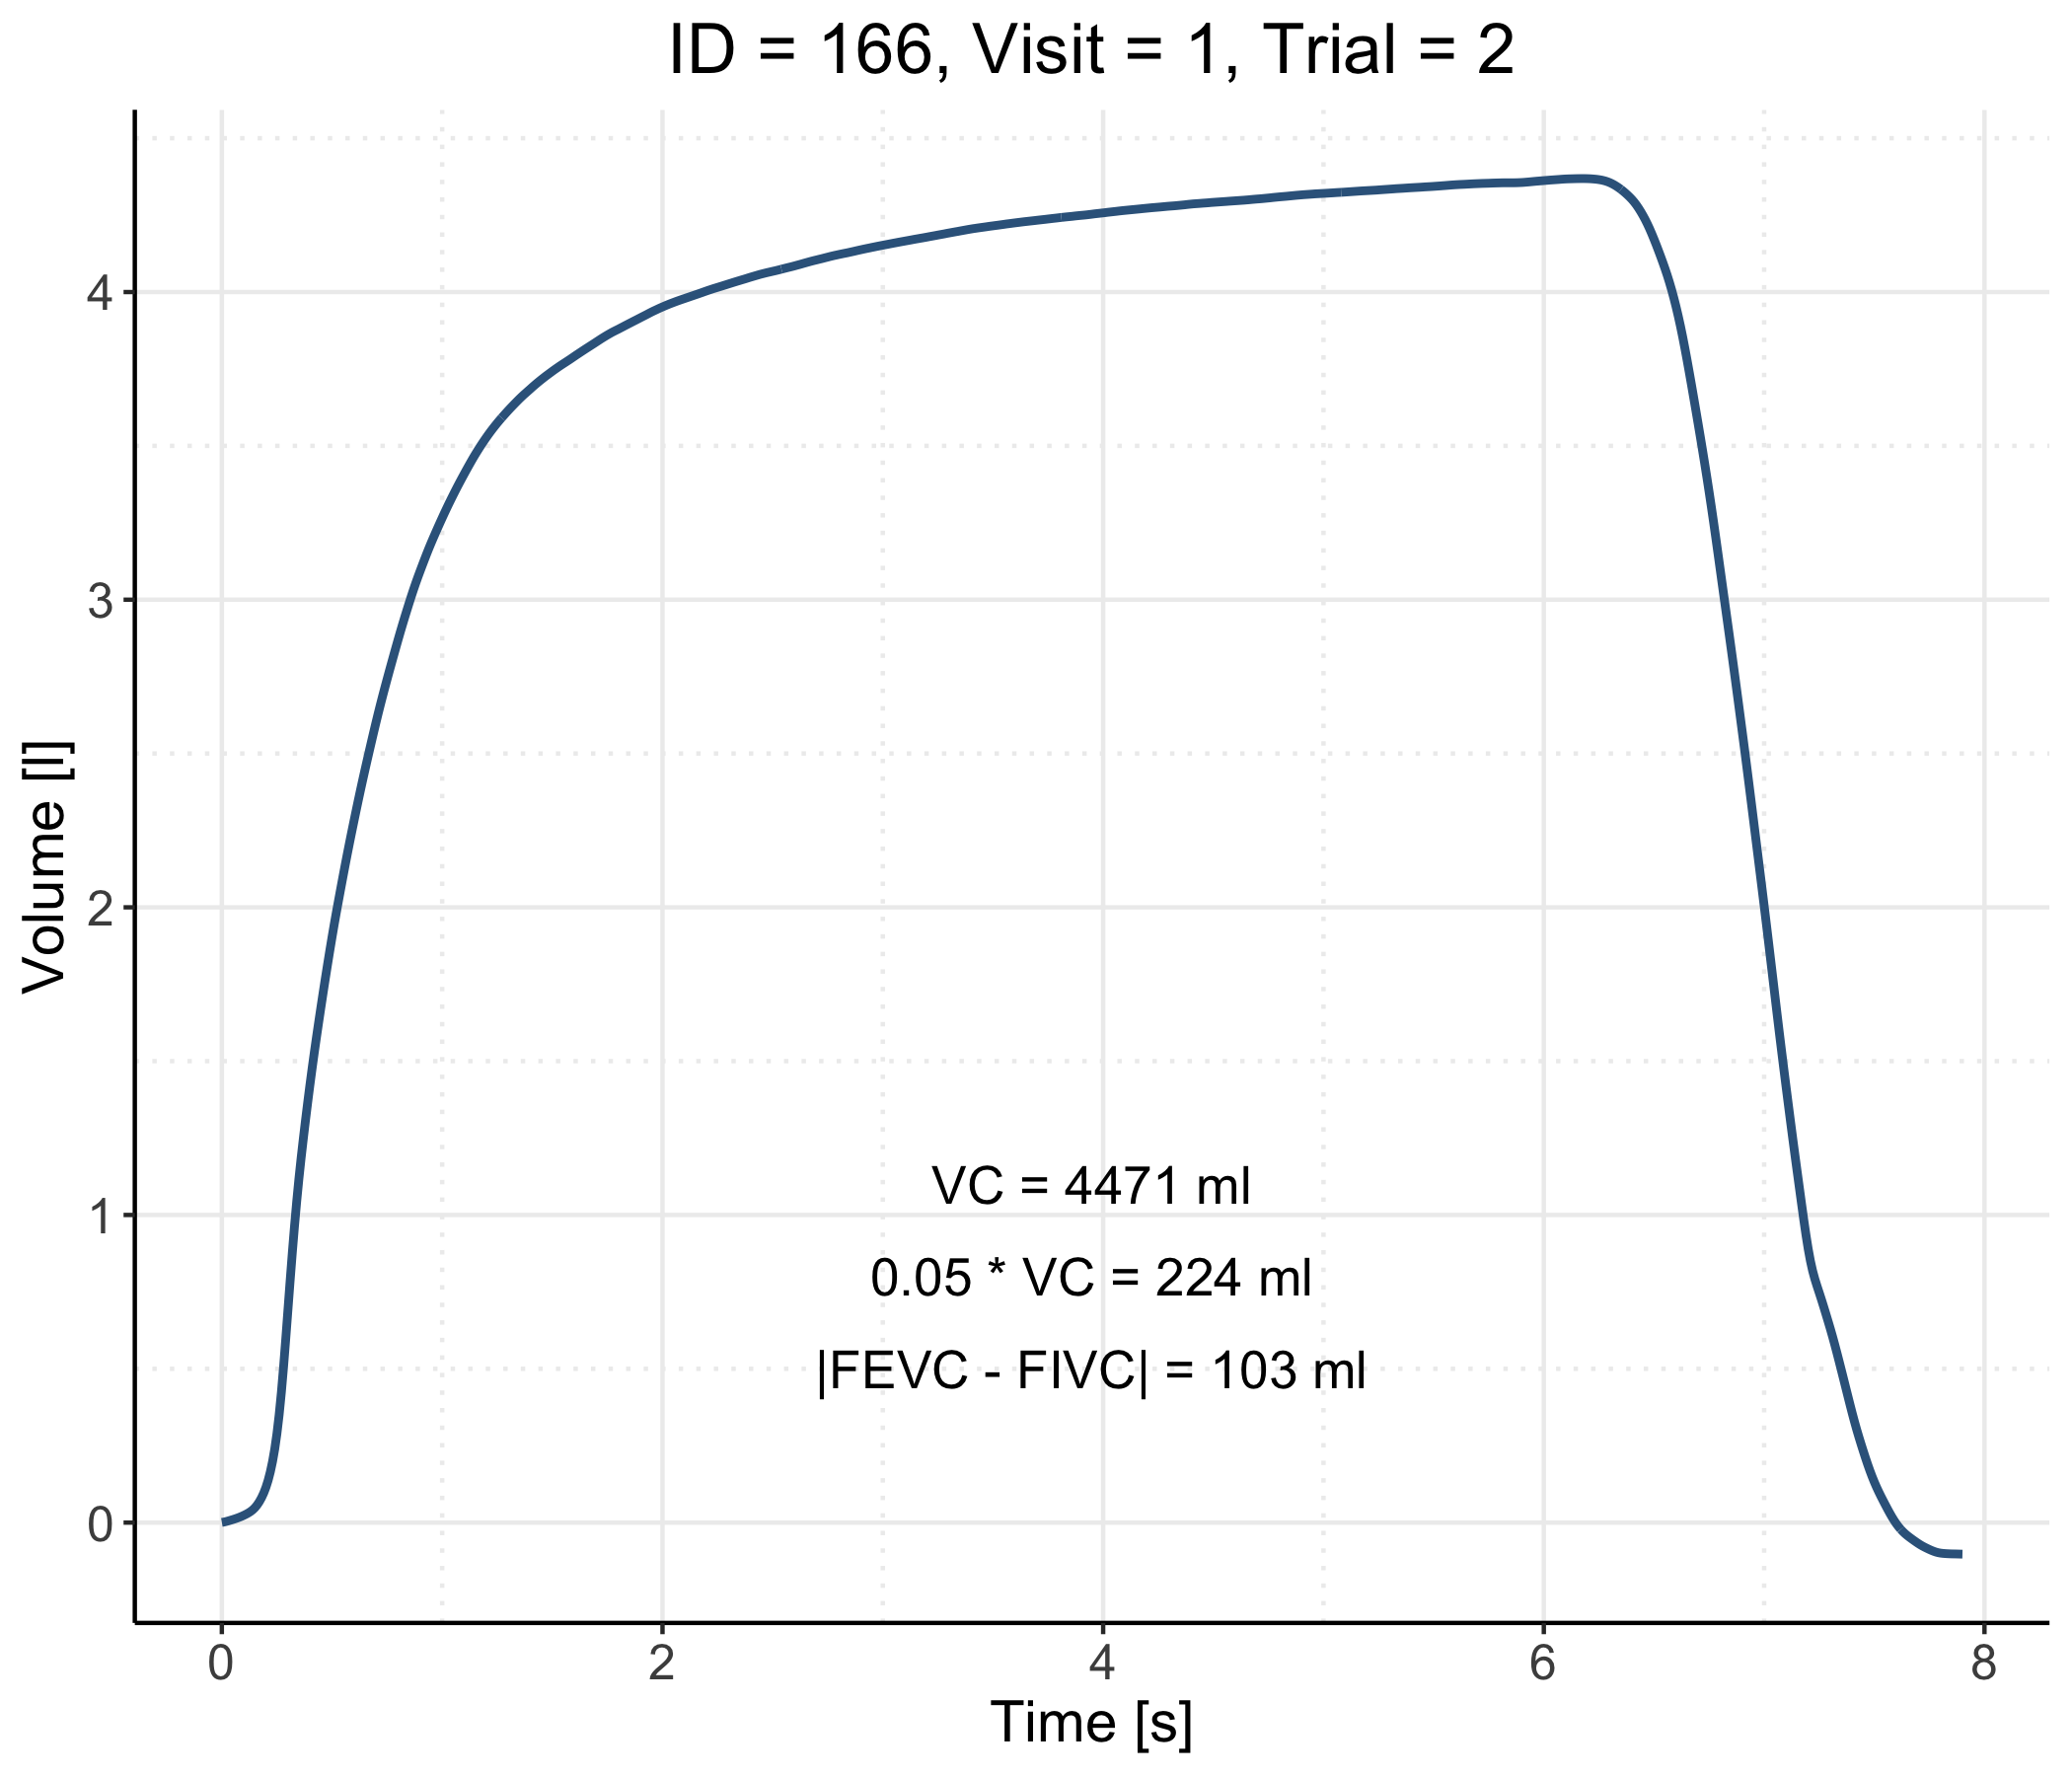 ID = 166, Visit = 1, Trial = 2
Volume [l]
4
3
2
1
0
VC = 4471 ml
0.05 * VC = 224 ml
|FEVC - FIVC| = 103 ml
0 2 4 6 8
Time [s]